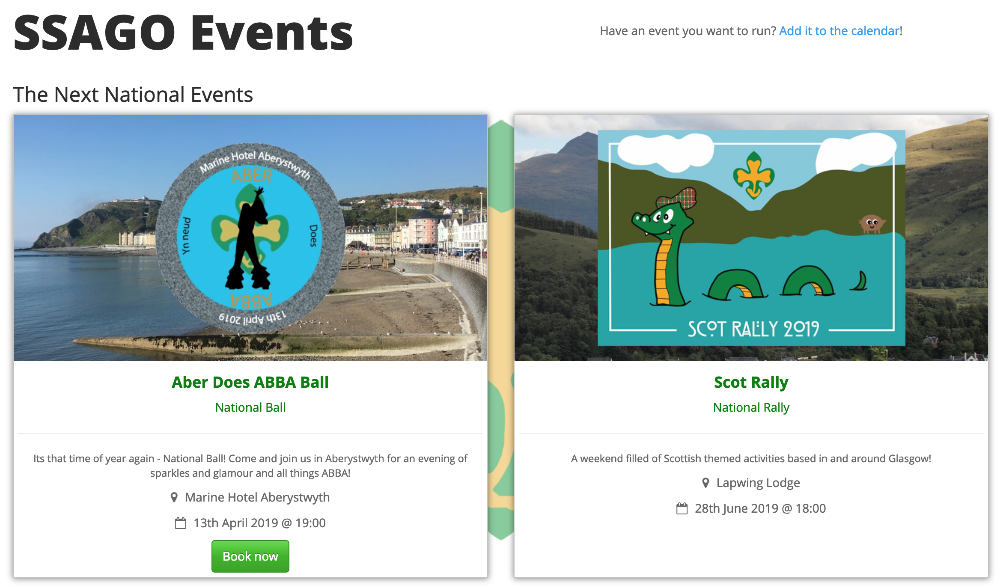 SSAGO Events
Have an event you want to run? Add it to the calendar!
The Next National Events
Marine Hotel Aberystwyth
ABER
Yn neud
Does
ABBA
13th April 2019
SCOT RALLY 2019
Aber Does ABBA Ball
National Ball
Its that time of year again - National Ball! Come and join us in Aberystwyth for an evening of
sparkles and glamour and all things ABBA!
Marine Hotel Aberystwyth
13th April 2019 @ 19:00
Book now
Scot Rally
National Rally
A weekend filled of Scottish themed activities based in and around Glasgow!
Lapwing Lodge
28th June 2019 @ 18:00